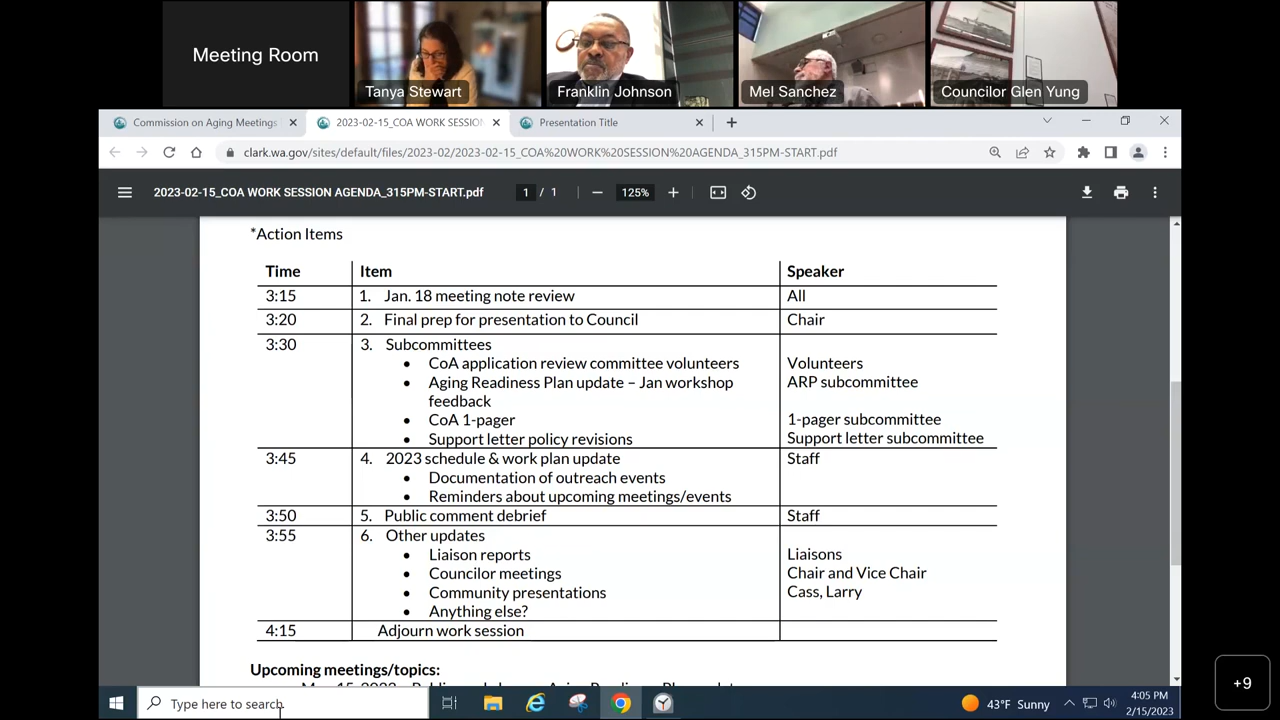 Meeting Room
Tanya Stewart
Franklin Johnson
Mel Sanchez
Councilor Glen Yung
Commission on Aging Meetings
2023-02-15_COA WORK SESSION
Presentation Title
clark.wa.gov/sites/default/files/2023-02/2023-02-15_COA%20WORK%20SESSION%20AGENDA_315PM-START.pdf
2023-02-15_COA WORK SESSION AGENDA_315PM-START.pdf
1 / 1
125%
*Action Items
Time Item Speaker
3:15 1. Jan. 18 meeting note review All
3:20 2. Final prep for presentation to Council Chair
3:30 3. Subcommittees
• CoA application review committee volunteers Volunteers
• Aging Readiness Plan update – Jan workshop ARP subcommittee
feedback
• CoA 1-pager 1-pager subcommittee
• Support letter policy revisions Support letter subcommittee
3:45 4. 2023 schedule & work plan update Staff
• Documentation of outreach events
• Reminders about upcoming meetings/events
3:50 5. Public comment debrief Staff
3:55 6. Other updates
• Liaison reports Liaisons
• Councilor meetings Chair and Vice Chair
• Community presentations Cass, Larry
• Anything else?
4:15 Adjourn work session
Upcoming meetings/topics:
Type here to search
43°F Sunny
4:05 PM
2/15/2023
+9